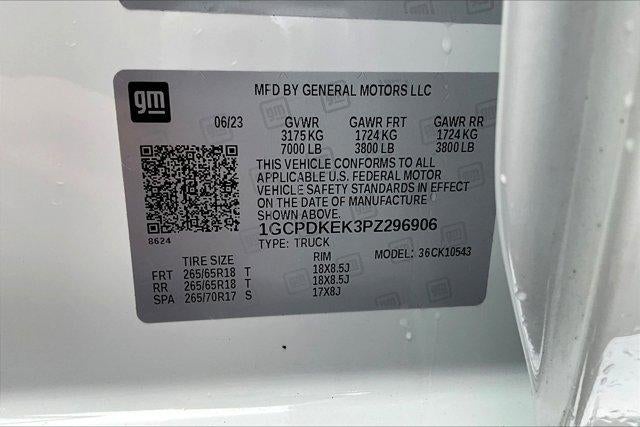 gm
MFD BY GENERAL MOTORS LLC
06/23 GVWR GAWR FRT GAWR RR
3175 KG 1724 KG 1724 KG
7000 LB 3800 LB 3800 LB
THIS VEHICLE CONFORMS TO ALL
APPLICABLE U.S. FEDERAL MOTOR
VEHICLE SAFETY STANDARDS IN EFFECT
ON THE DATE OF MANUFACTURE
SHOWN ABOVE.
8624
1GCPDKEK3PZ296906
TYPE: TRUCK
MODEL: 36CK10543
TIRE SIZE RIM
FRT 265/65R18 T 18X8.5J
RR 265/65R18 T 18X8.5J
SPA 265/70R17 S 17X8J